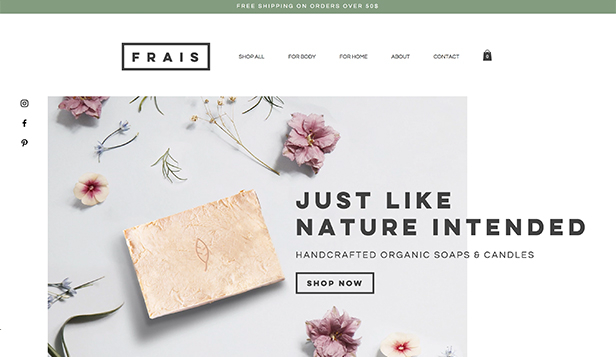 FREE SHIPPING ON ORDERS OVER 50$
FRAIS
SHOP ALL FOR BODY FOR HOME ABOUT CONTACT 0
JUST LIKE
NATURE INTENDED
HANDCRAFTED ORGANIC SOAPS & CANDLES
SHOP NOW